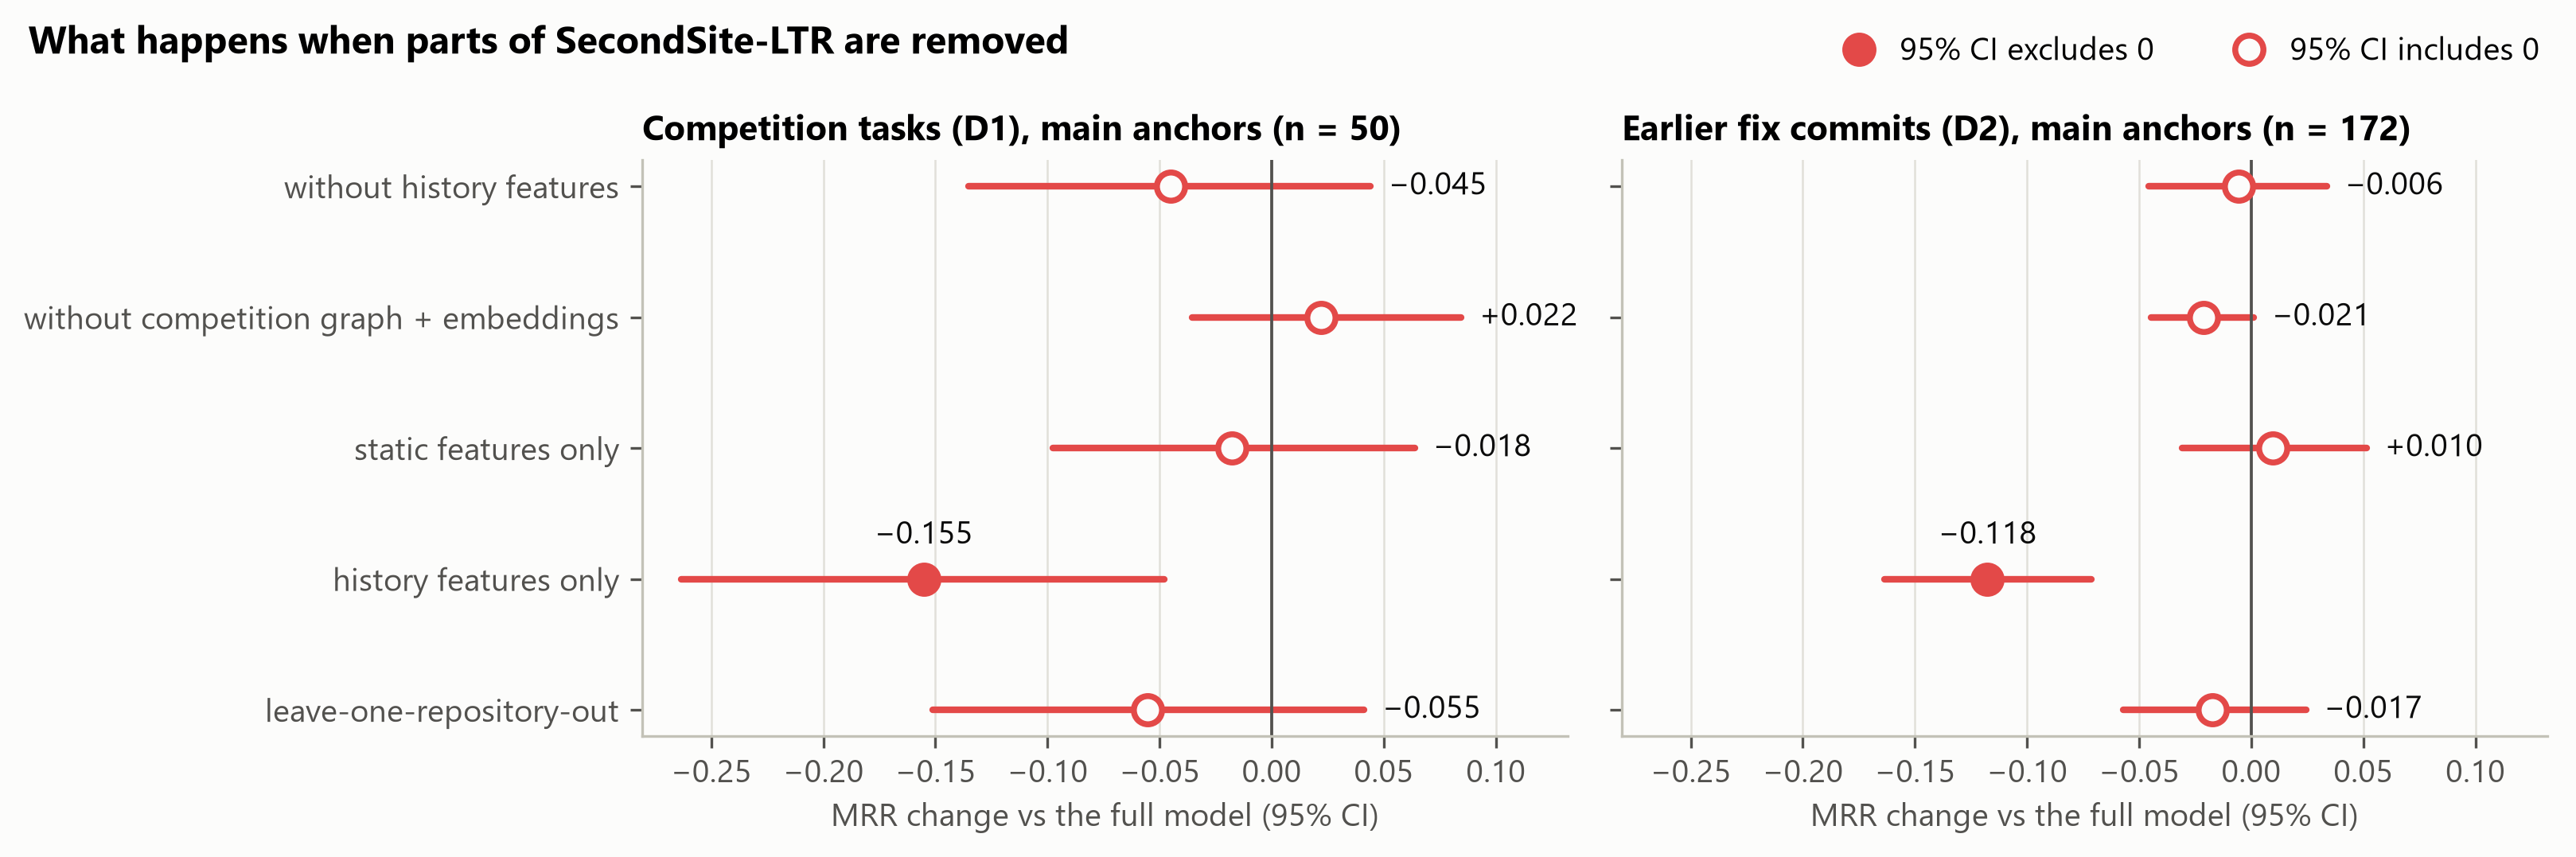 What happens when parts of SecondSite-LTR are removed
95% CI excludes 0
95% CI includes 0
Competition tasks (D1), main anchors (n = 50)
Earlier fix commits (D2), main anchors (n = 172)
without history features
−0.045
−0.006
without competition graph + embeddings
+0.022
−0.021
static features only
−0.018
+0.010
history features only
−0.155
−0.118
leave-one-repository-out
−0.055
−0.017
−0.25 −0.20 −0.15 −0.10 −0.05 0.00 0.05 0.10
−0.25 −0.20 −0.15 −0.10 −0.05 0.00 0.05 0.10
MRR change vs the full model (95% CI)
MRR change vs the full model (95% CI)